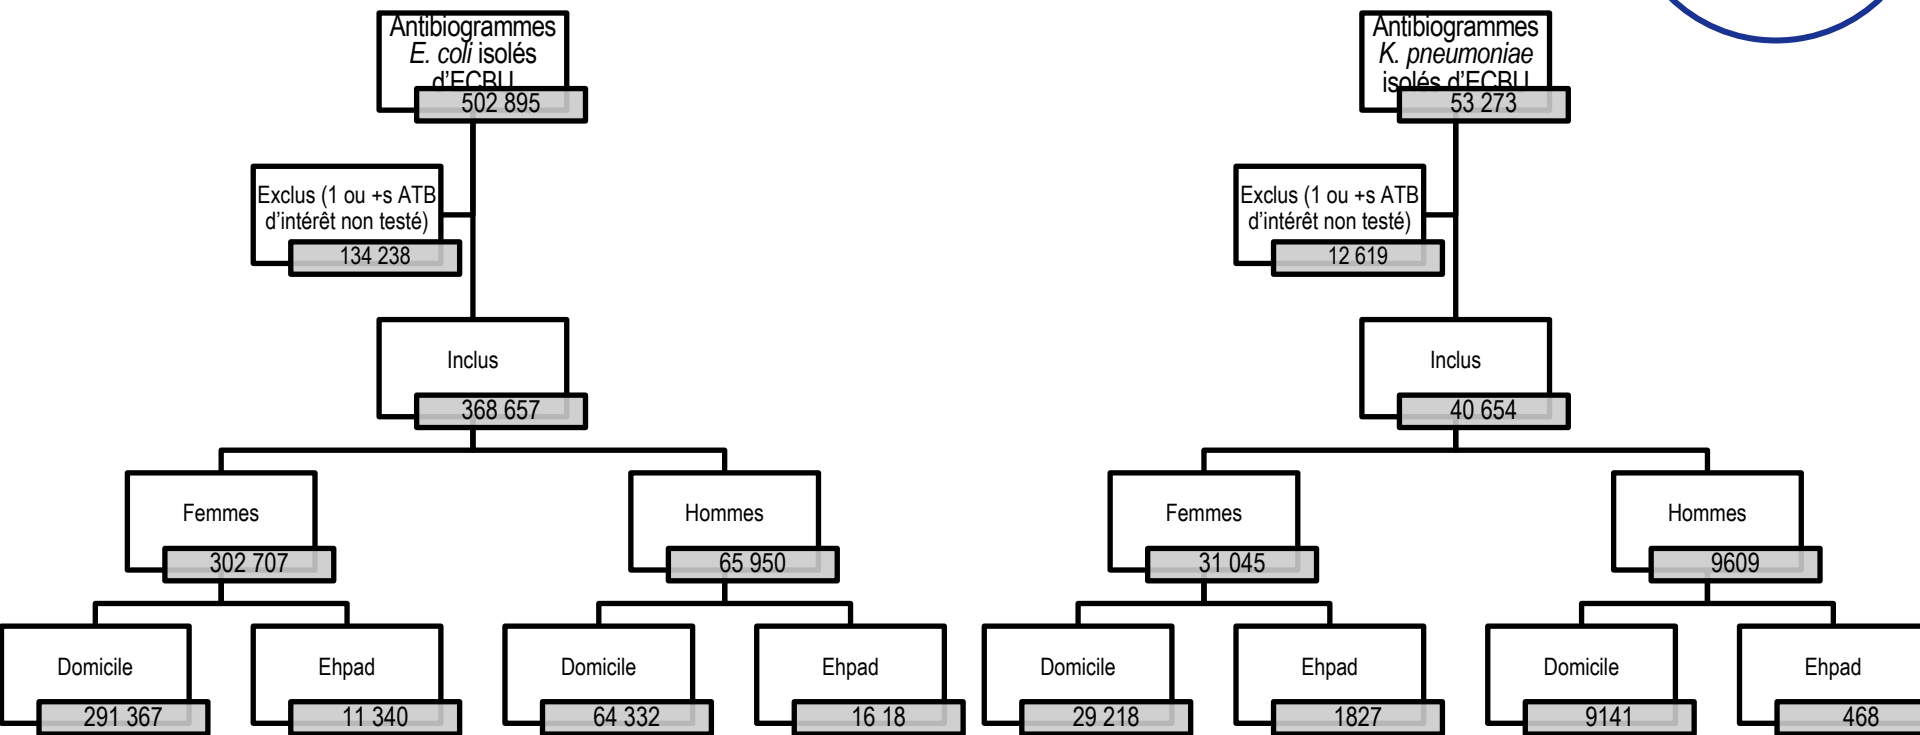 Antibiogrammes
E. coli isolés
d'ECBU
502 895
Exclus (1 ou +s ATB
d'intérêt non testé)
134 238
Inclus
368 657
Femmes
302 707
Hommes
65 950
Domicile
291 367
Ehpad
11 340
Domicile
64 332
Ehpad
16 18
Antibiogrammes
K. pneumoniae
isolés d'ECBU
53 273
Exclus (1 ou +s ATB
d'intérêt non testé)
12 619
Inclus
40 654
Femmes
31 045
Hommes
9609
Domicile
29 218
Ehpad
1827
Domicile
9141
Ehpad
468